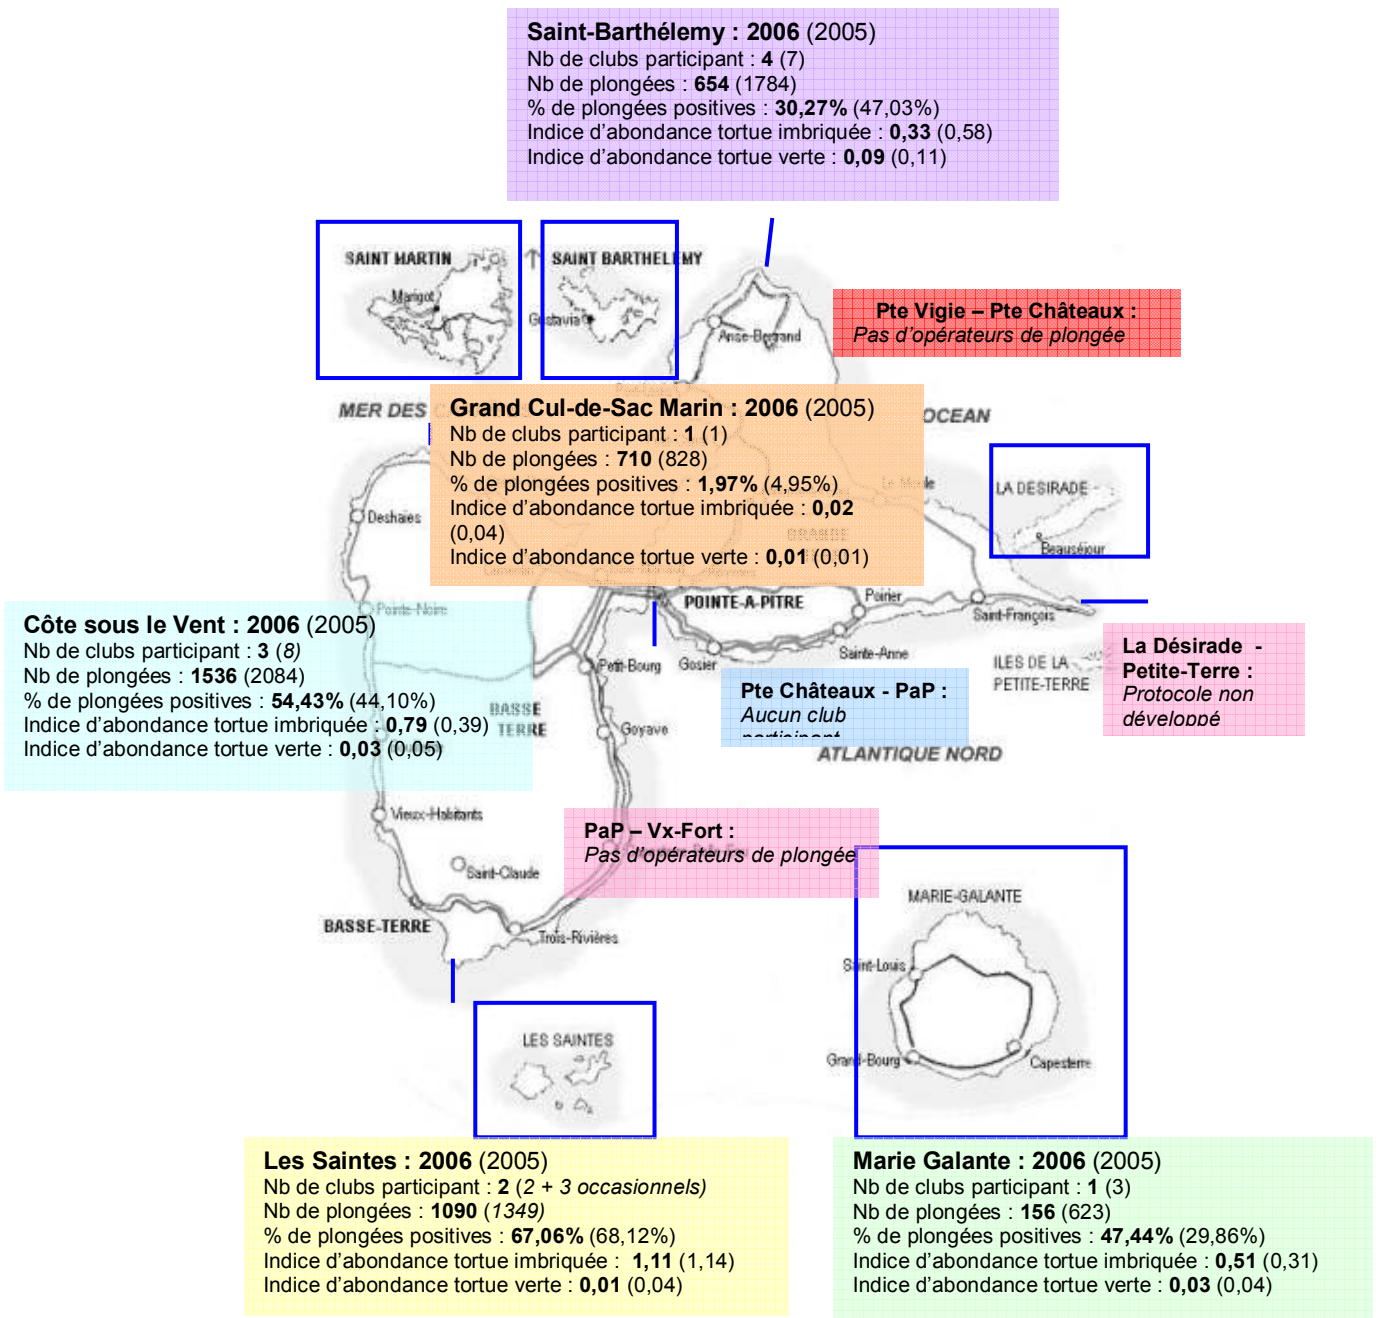 Saint-Barthélemy : 2006 (2005)
Nb de clubs participant : 4 (7)
Nb de plongées : 654 (1784)
% de plongées positives : 30,27% (47,03%)
Indice d'abondance tortue imbriquée : 0,33 (0,58)
Indice d'abondance tortue verte : 0,09 (0,11)
SAINT MARTIN
SAINT BARTHELEMY
Marigot
Gustavia
Anse-Bertrand
Pte Vigie – Pte Châteaux :
Pas d'opérateurs de plongée
MER DES
OCEAN
Grand Cul-de-Sac Marin : 2006 (2005)
Nb de clubs participant : 1 (1)
Nb de plongées : 710 (828)
% de plongées positives : 1,97% (4,95%)
Indice d'abondance tortue imbriquée : 0,02
(0,04)
Indice d'abondance tortue verte : 0,01 (0,01)
Le Moule
GRANDE
LA DESIRADE
Beauséjour
Deshaies
Pointe-Noire
POINTE-A-PITRE
Poirier
Saint-François
Sainte-Anne
Gosier
Petit-Bourg
ILES DE LA
PETITE-TERRE
Côte sous le Vent : 2006 (2005)
Nb de clubs participant : 3 (8)
Nb de plongées : 1536 (2084)
% de plongées positives : 54,43% (44,10%)
Indice d'abondance tortue imbriquée : 0,79 (0,39)
Indice d'abondance tortue verte : 0,03 (0,05)
La Désirade -
Petite-Terre :
Protocole non
développé
Pte Châteaux - PaP :
Aucun club
participant
BASSE
TERRE
Goyave
ATLANTIQUE NORD
Vieux-Habitants
PaP – Vx-Fort :
Pas d'opérateurs de plongée
Saint-Claude
BASSE-TERRE
Trois-Rivières
MARIE-GALANTE
Saint-Louis
Grand-Bourg
Capesterre
LES SAINTES
Les Saintes : 2006 (2005)
Nb de clubs participant : 2 (2 + 3 occasionnels)
Nb de plongées : 1090 (1349)
% de plongées positives : 67,06% (68,12%)
Indice d'abondance tortue imbriquée : 1,11 (1,14)
Indice d'abondance tortue verte : 0,01 (0,04)
Marie Galante : 2006 (2005)
Nb de clubs participant : 1 (3)
Nb de plongées : 156 (623)
% de plongées positives : 47,44% (29,86%)
Indice d'abondance tortue imbriquée : 0,51 (0,31)
Indice d'abondance tortue verte : 0,03 (0,04)